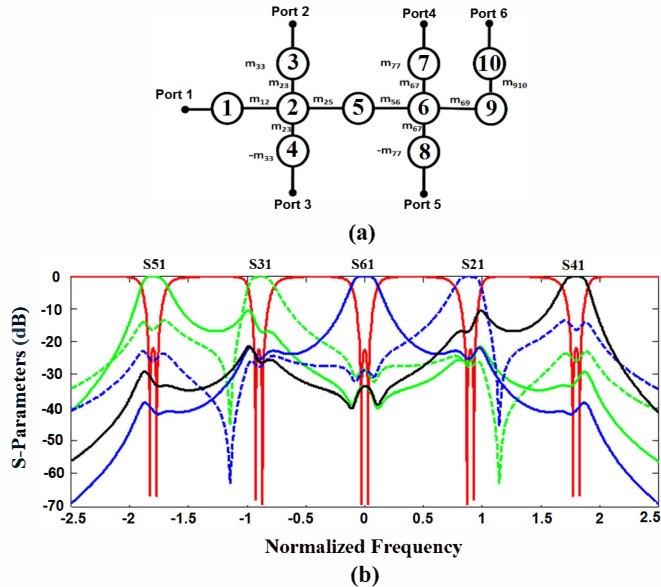 Port 2
Port4
Port 6
3
7
10
m33
m77
m23
m67
m910
Port 1
1
m12
2
m25
5
m56
6
m69
9
m23
m67
-m33
4
-m77
8
Port 3
Port 5
(a)
S51
S31
S61
S21
S41
S-Parameters (dB)
0
-10
-20
-30
-40
-50
-60
-70
-2.5
-2
-1.5
-1
-0.5
0
0.5
1
1.5
2
2.5
Normalized Frequency
(b)